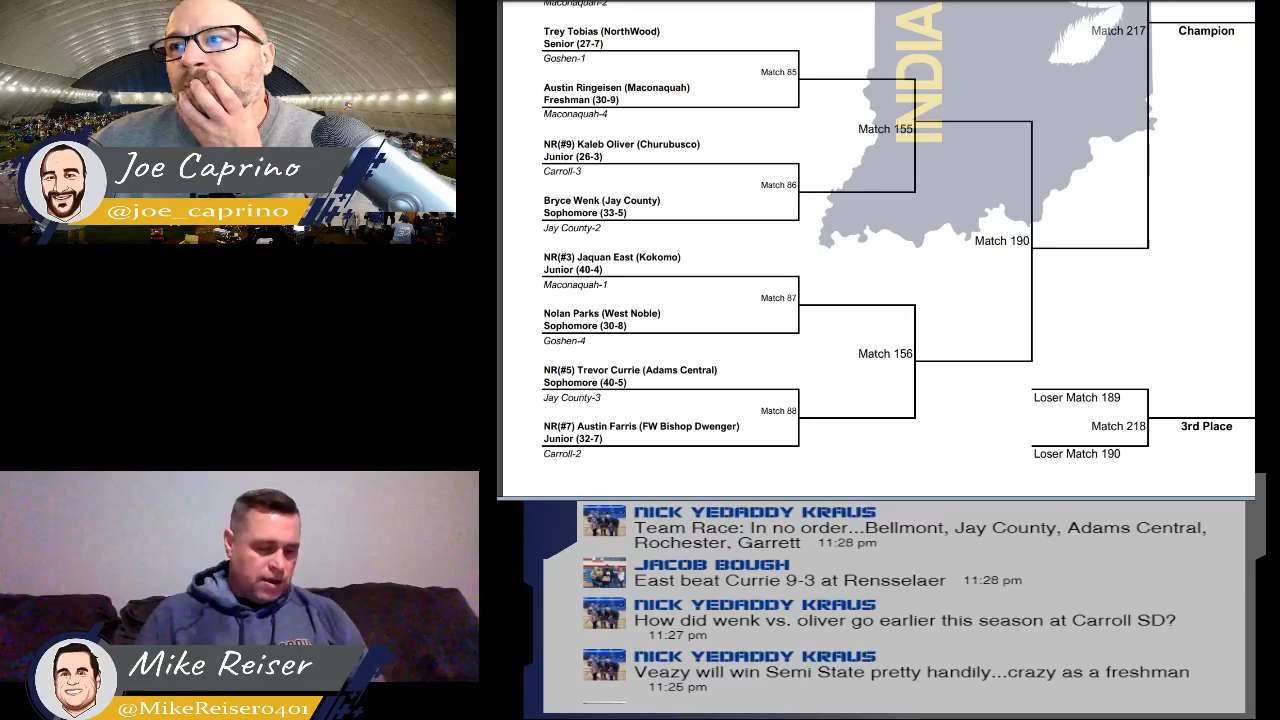 Joe Caprino
@joe_caprino
Maconaquah-2
Trey Tobias (NorthWood)
Senior (27-7)
Goshen-1
Match 85
Austin Ringeisen (Maconaquah)
Freshman (30-9)
Maconaquah-4
Match 155
NR(#9) Kaleb Oliver (Churubusco)
Junior (26-3)
Carroll-3
Match 86
Bryce Wenk (Jay County)
Sophomore (33-5)
Jay County-2
Match 190
NR(#3) Jaquan East (Kokomo)
Junior (40-4)
Maconaquah-1
Match 87
Nolan Parks (West Noble)
Sophomore (30-8)
Goshen-4
Match 156
NR(#5) Trevor Currie (Adams Central)
Sophomore (40-5)
Jay County-3
Match 88
NR(#7) Austin Farris (FW Bishop Dwenger)
Junior (32-7)
Carroll-2
INDIA
Match 217
Champion
Loser Match 189
Match 218
3rd Place
Loser Match 190
Mike Reiser
@MikeReiser0401
NICK YEDADDY KRAUS
Team Race: In no order...Bellmont, Jay County, Adams Central,
Rochester, Garrett 11:28 pm
JACOB BOUGH
East beat Currie 9-3 at Rensselaer 11:28 pm
NICK YEDADDY KRAUS
How did wenk vs. oliver go earlier this season at Carroll SD?
11:27 pm
NICK YEDADDY KRAUS
Veazy will win Semi State pretty handily...crazy as a freshman
11:25 pm